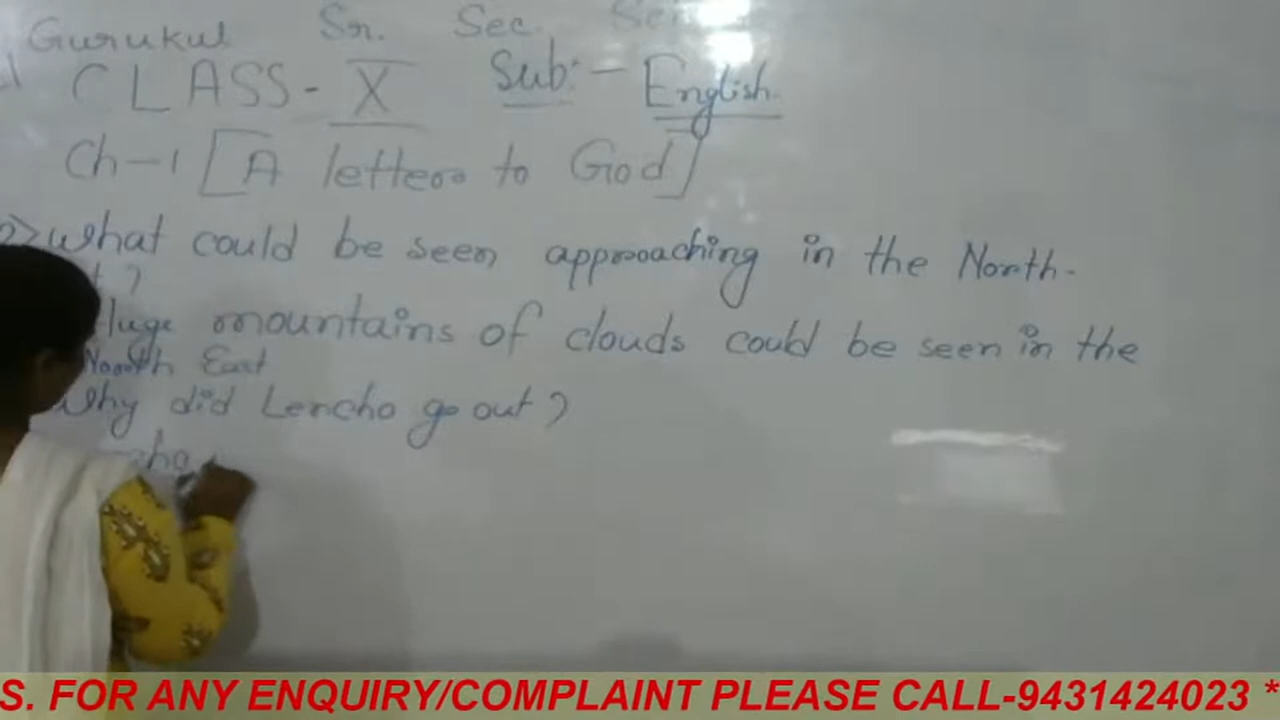 Gurukul Sr. Sec.
CLASS - X Sub:- English.
Ch-1 [A letter to God]
what could be seen approaching in the North-
t ?
Huge mountains of clouds could be seen in the
North East
Why did Lencho go out ?
cho
S. FOR ANY ENQUIRY/COMPLAINT PLEASE CALL-9431424023 *